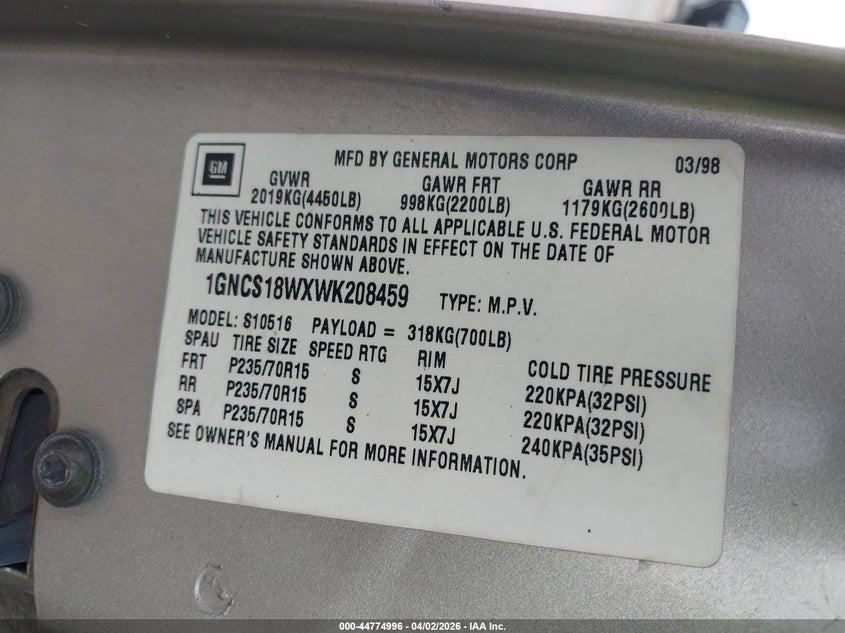 GM
MFD BY GENERAL MOTORS CORP 03/98
GVWR GAWR FRT GAWR RR
2019KG(4450LB) 998KG(2200LB) 1179KG(2600LB)
THIS VEHICLE CONFORMS TO ALL APPLICABLE U.S. FEDERAL MOTOR
VEHICLE SAFETY STANDARDS IN EFFECT ON THE DATE OF
MANUFACTURE SHOWN ABOVE.
1GNCS18WXWK208459 TYPE: M.P.V.
MODEL: S10516 PAYLOAD = 318KG(700LB)
SPAU TIRE SIZE SPEED RTG RIM COLD TIRE PRESSURE
FRT P235/70R15 S 15X7J 220KPA(32PSI)
RR P235/70R15 S 15X7J 220KPA(32PSI)
SPA P235/70R15 S 15X7J 240KPA(35PSI)
SEE OWNER'S MANUAL FOR MORE INFORMATION.
000-44774996 04/02/2026 - IAA Inc.